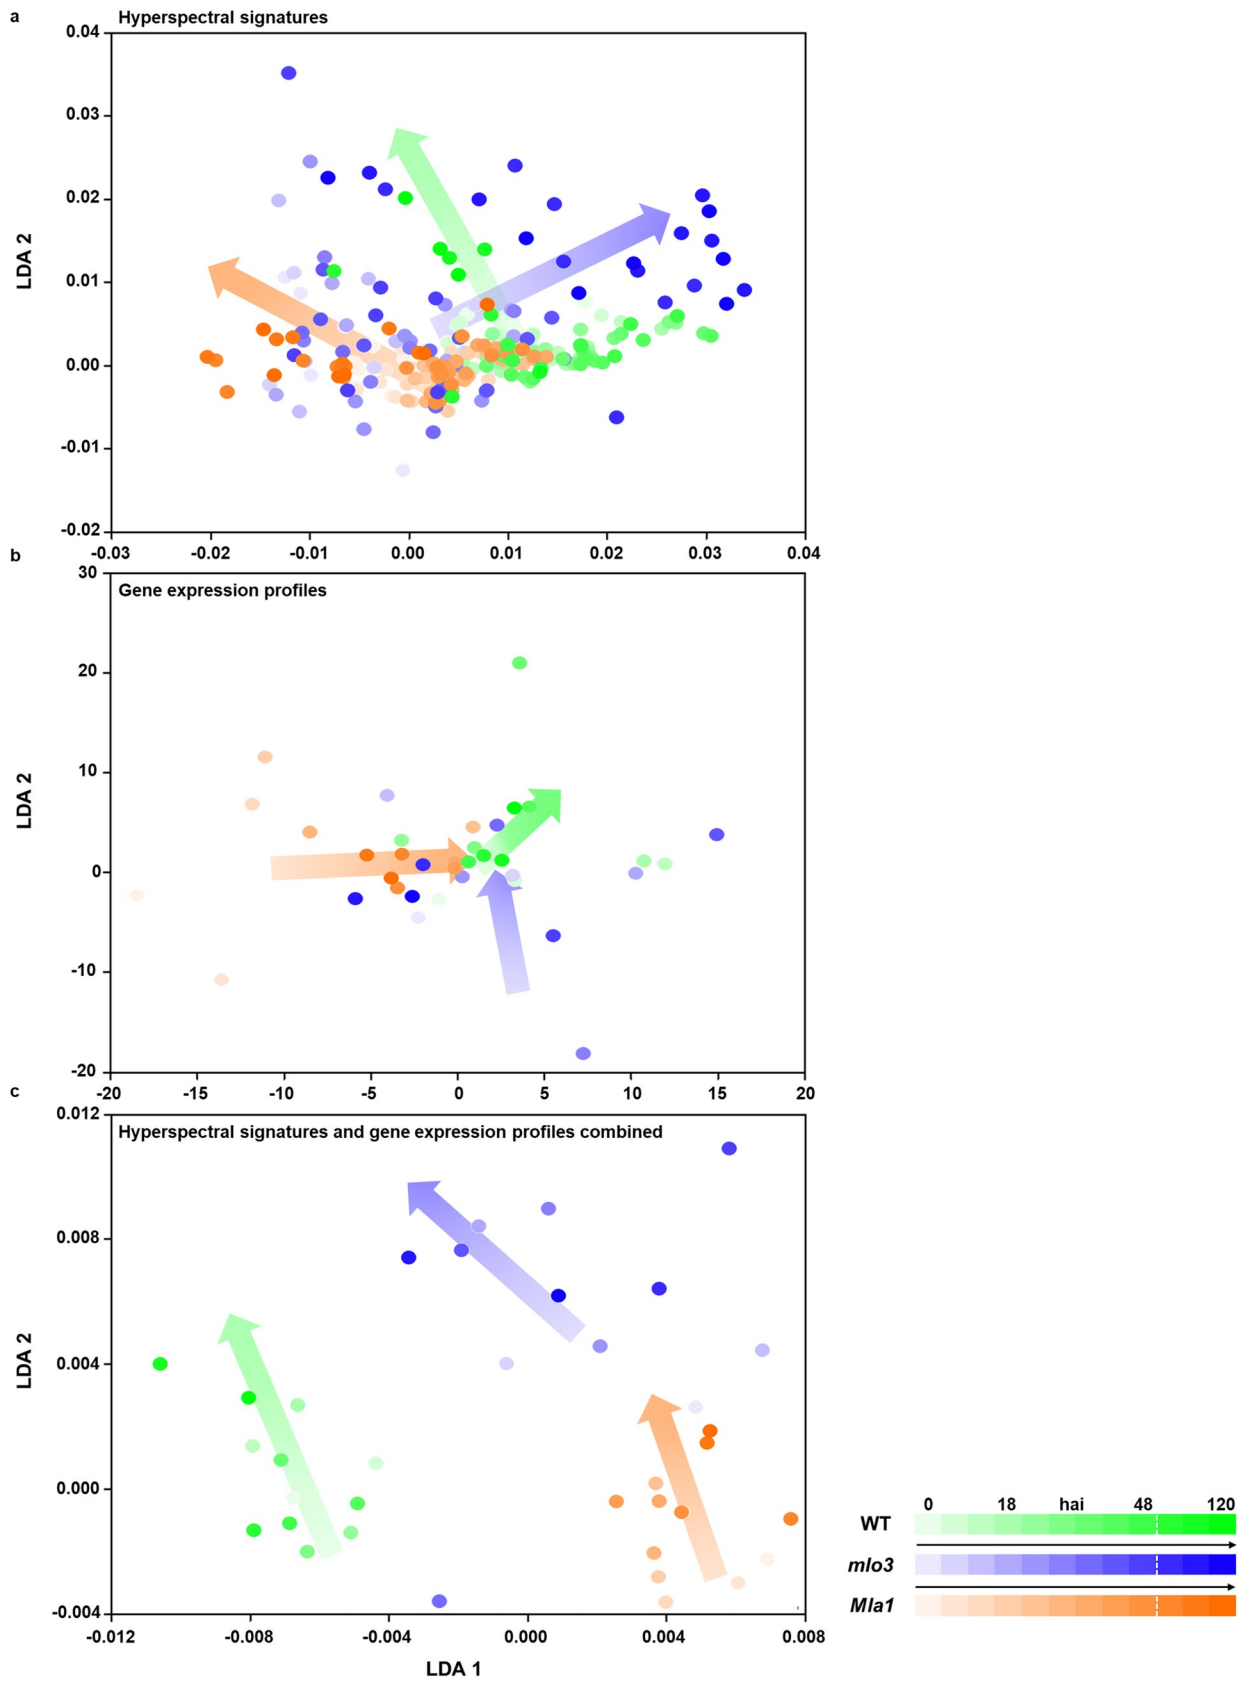 a
Hyperspectral signatures
0.04
0.03
0.02
0.01
0.00
-0.01
-0.02
LDA 2
-0.03 -0.02 -0.01 0.00 0.01 0.02 0.03 0.04
b
Gene expression profiles
30
20
10
0
-10
-20
LDA 2
-20 -15 -10 -5 0 5 10 15 20
c
Hyperspectral signatures and gene expression profiles combined
0.012
0.008
0.004
0.000
-0.004
LDA 2
-0.012 -0.008 -0.004 0.000 0.004 0.008
LDA 1
0 18 hai 48 120
WT
mlo3
Mla1